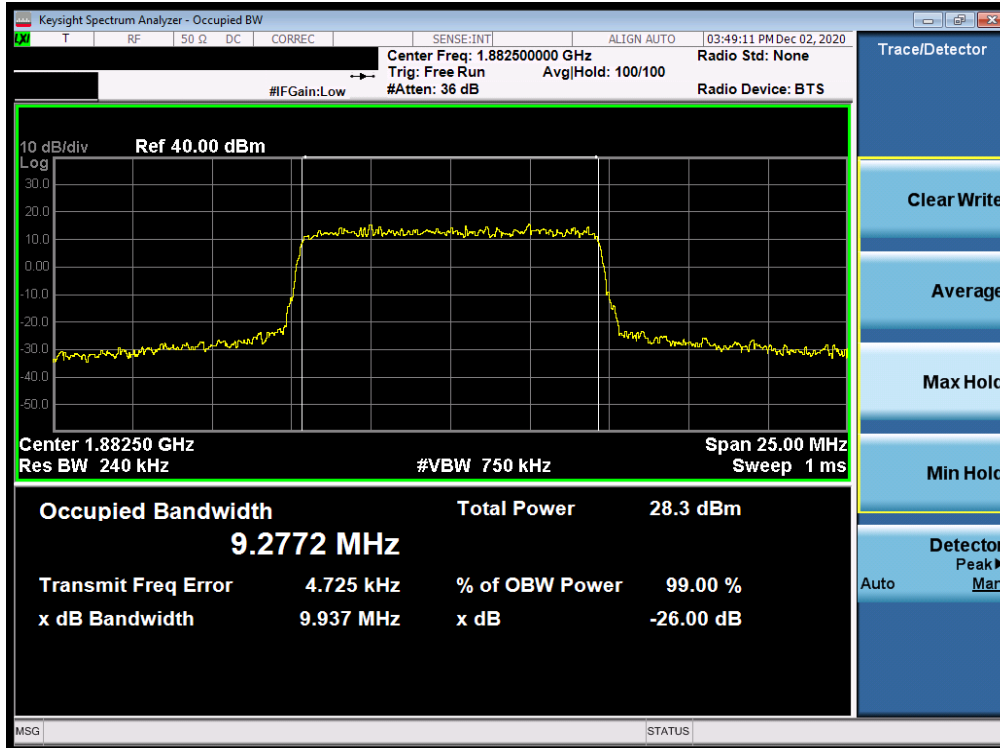 Keysight Spectrum Analyzer - Occupied BW
LXI T RF 50 Ω DC CORREC SENSE:INT ALIGN AUTO 03:49:11 PM Dec 02, 2020
Center Freq: 1.882500000 GHz Radio Std: None
Trig: Free Run Avg|Hold: 100/100
#IFGain:Low #Atten: 36 dB Radio Device: BTS
Trace/Detector
10 dB/div Ref 40.00 dBm
Log
30.0
20.0
10.0
0.00
-10.0
-20.0
-30.0
-40.0
-50.0
Center 1.88250 GHz Span 25.00 MHz
Res BW 240 kHz #VBW 750 kHz Sweep 1 ms
Occupied Bandwidth Total Power 28.3 dBm
9.2772 MHz
Transmit Freq Error 4.725 kHz % of OBW Power 99.00 %
x dB Bandwidth 9.937 MHz x dB -26.00 dB
Clear Write
Average
Max Hold
Min Hold
Detector
Peak
Auto Man
MSG STATUS